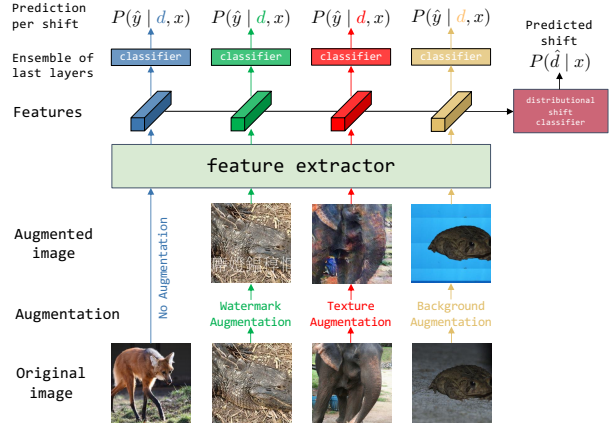 Prediction
per shift
P(ŷ | d, x)
P(ŷ | d, x)
P(ŷ | d, x)
P(ŷ | d, x)
Predicted
shift
P(d̂ | x)
Ensemble of
last layers
classifier
classifier
classifier
classifier
Features
distributional
shift
classifier
feature extractor
Augmented
image
No Augmentation
Augmentation
Watermark
Augmentation
Texture
Augmentation
Background
Augmentation
Original
image